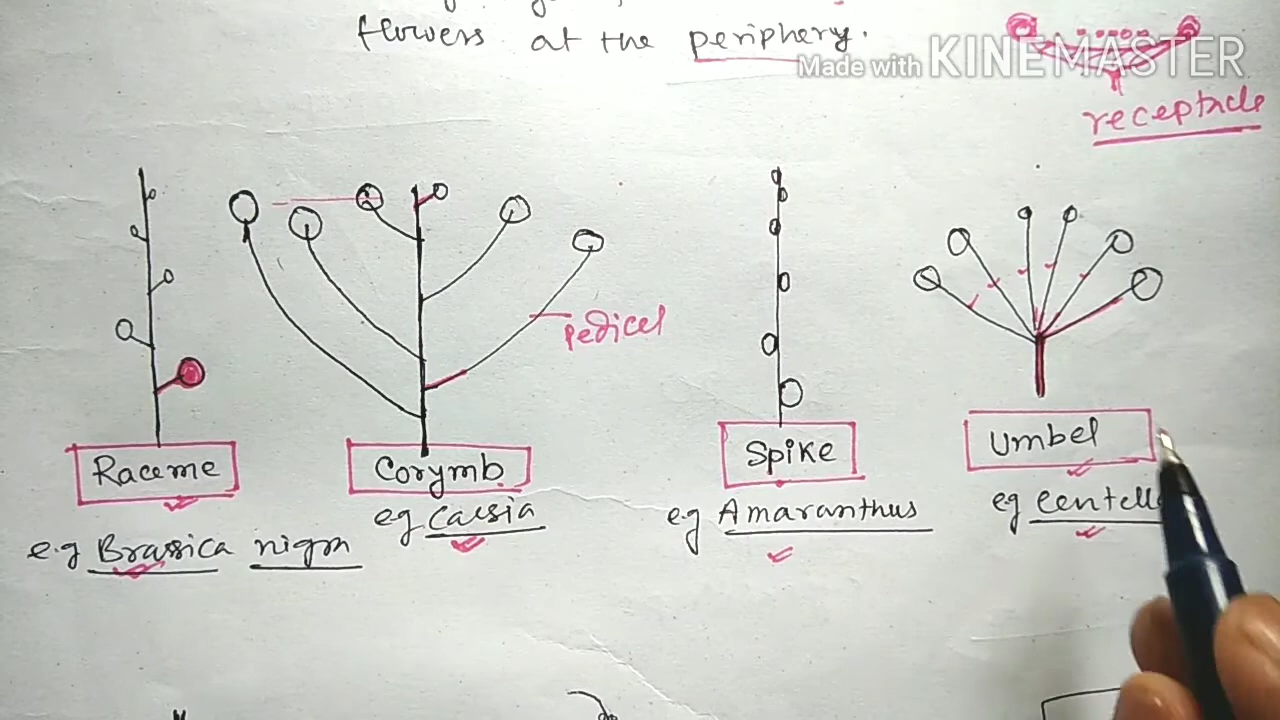 flowers at the periphery.
Made with KINEMASTER
receptacle
Pedicel
Raceme
Corymb
Spike
Umbel
e.g Brassica nigra
eg Cassia
e.g Amaranthus
eg Centell